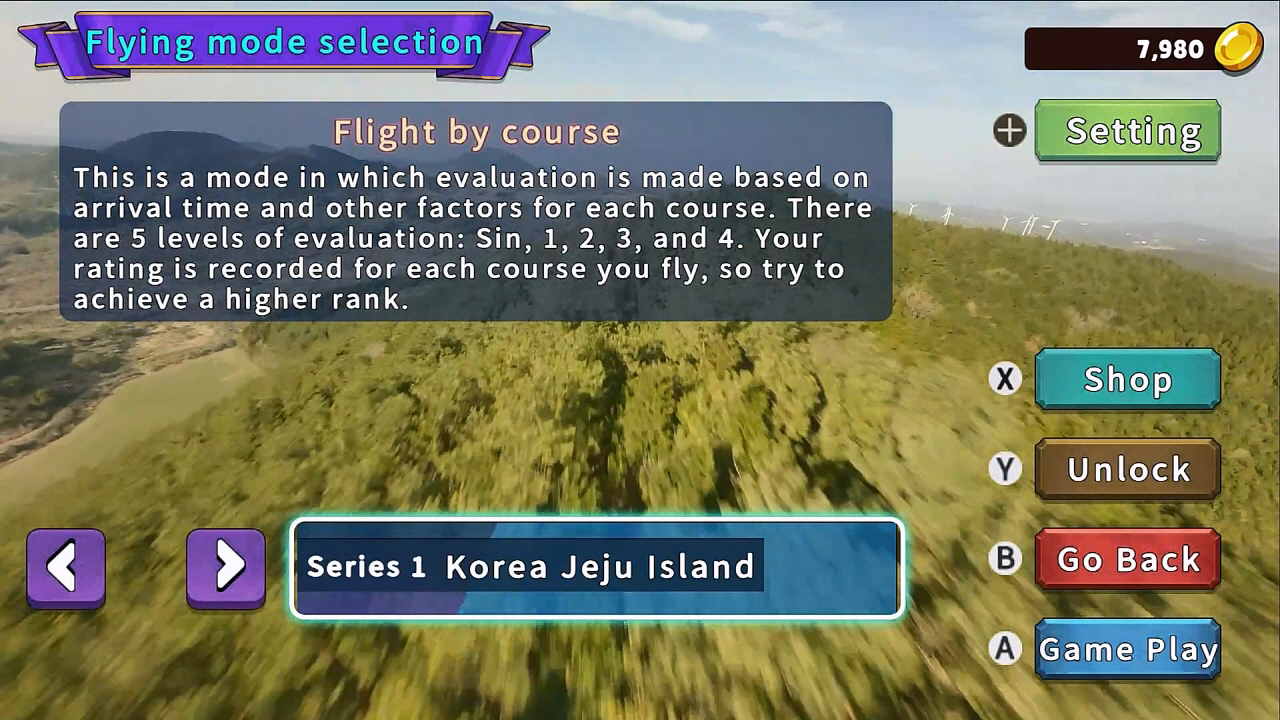 Flying mode selection
7,980
Flight by course
This is a mode in which evaluation is made based on
arrival time and other factors for each course. There
are 5 levels of evaluation: Sin, 1, 2, 3, and 4. Your
rating is recorded for each course you fly, so try to
achieve a higher rank.
Setting
X Shop
Y Unlock
B Go Back
A Game Play
Series 1 Korea Jeju Island